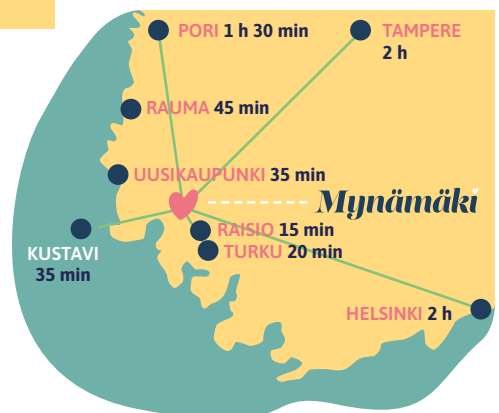 PORI 1 h 30 min
TAMPERE
2 h
RAUMA 45 min
UUSIKAUPUNKI 35 min
Mynämäki
KUSTAVI
35 min
RAISIO 15 min
TURKU 20 min
HELSINKI 2 h